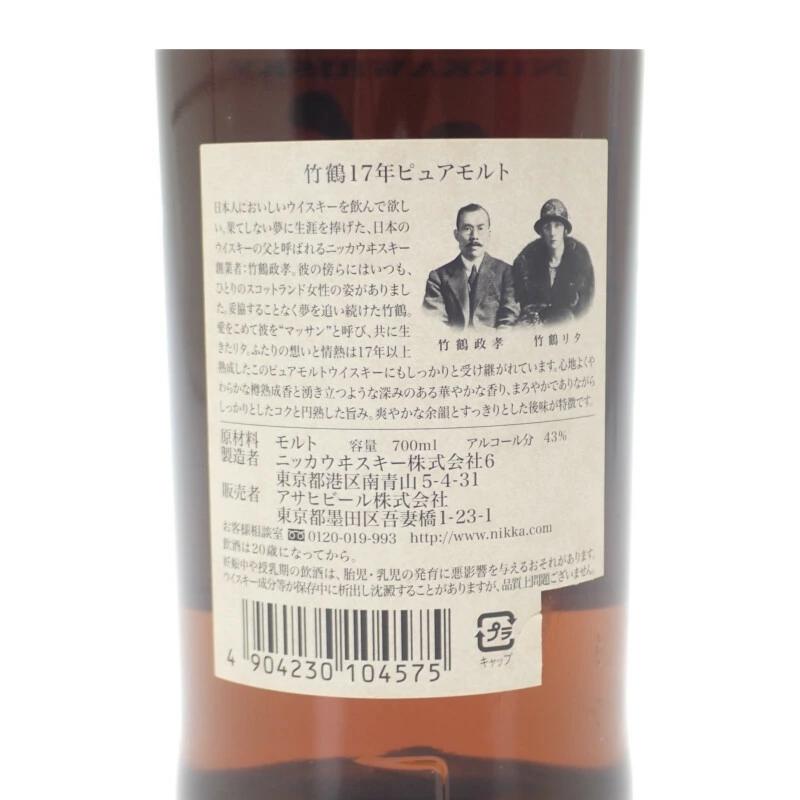 竹鶴17年ピュアモルト
日本人においしいウイスキーを飲んで欲し
い。果てしない夢に生涯を捧げた、日本の
ウイスキーの父と呼ばれるニッカウヰスキー
創業者:竹鶴政孝。彼の傍らにはいつも、
ひとりのスコットランド女性の姿がありまし
た。妥協することなく夢を追い続けた竹鶴。
愛をこめて彼を“マッサン”と呼び、共に生
きたリタ。ふたりの想いと情熱は17年以上
熟成したこのピュアモルトウイスキーにもしっかりと受け継がれています。心地よくや
わらかな樽熟成香と湧き立つような深みのある華やかな香り、まろやかでありながら
しっかりとしたコクと円熟した旨み。爽やかな余韻とすっきりとした後味が特徴です。
竹鶴政孝 竹鶴リタ
原材料 モルト 容量 700ml アルコール分 43%
製造者 ニッカウヰスキー株式会社6
東京都港区南青山5-4-31
販売者 アサヒビール株式会社
東京都墨田区吾妻橋1-23-1
お客様相談室 0120-019-993 http://www.nikka.com
飲酒は20歳になってから。
妊娠中や授乳期の飲酒は、胎児・乳児の発育に悪影響を与えるおそれがあります。
ウイスキー成分等が保存中に析出し沈澱することがありますが、品質上問題ございません。
4 904230 104575
プラ
キャップ